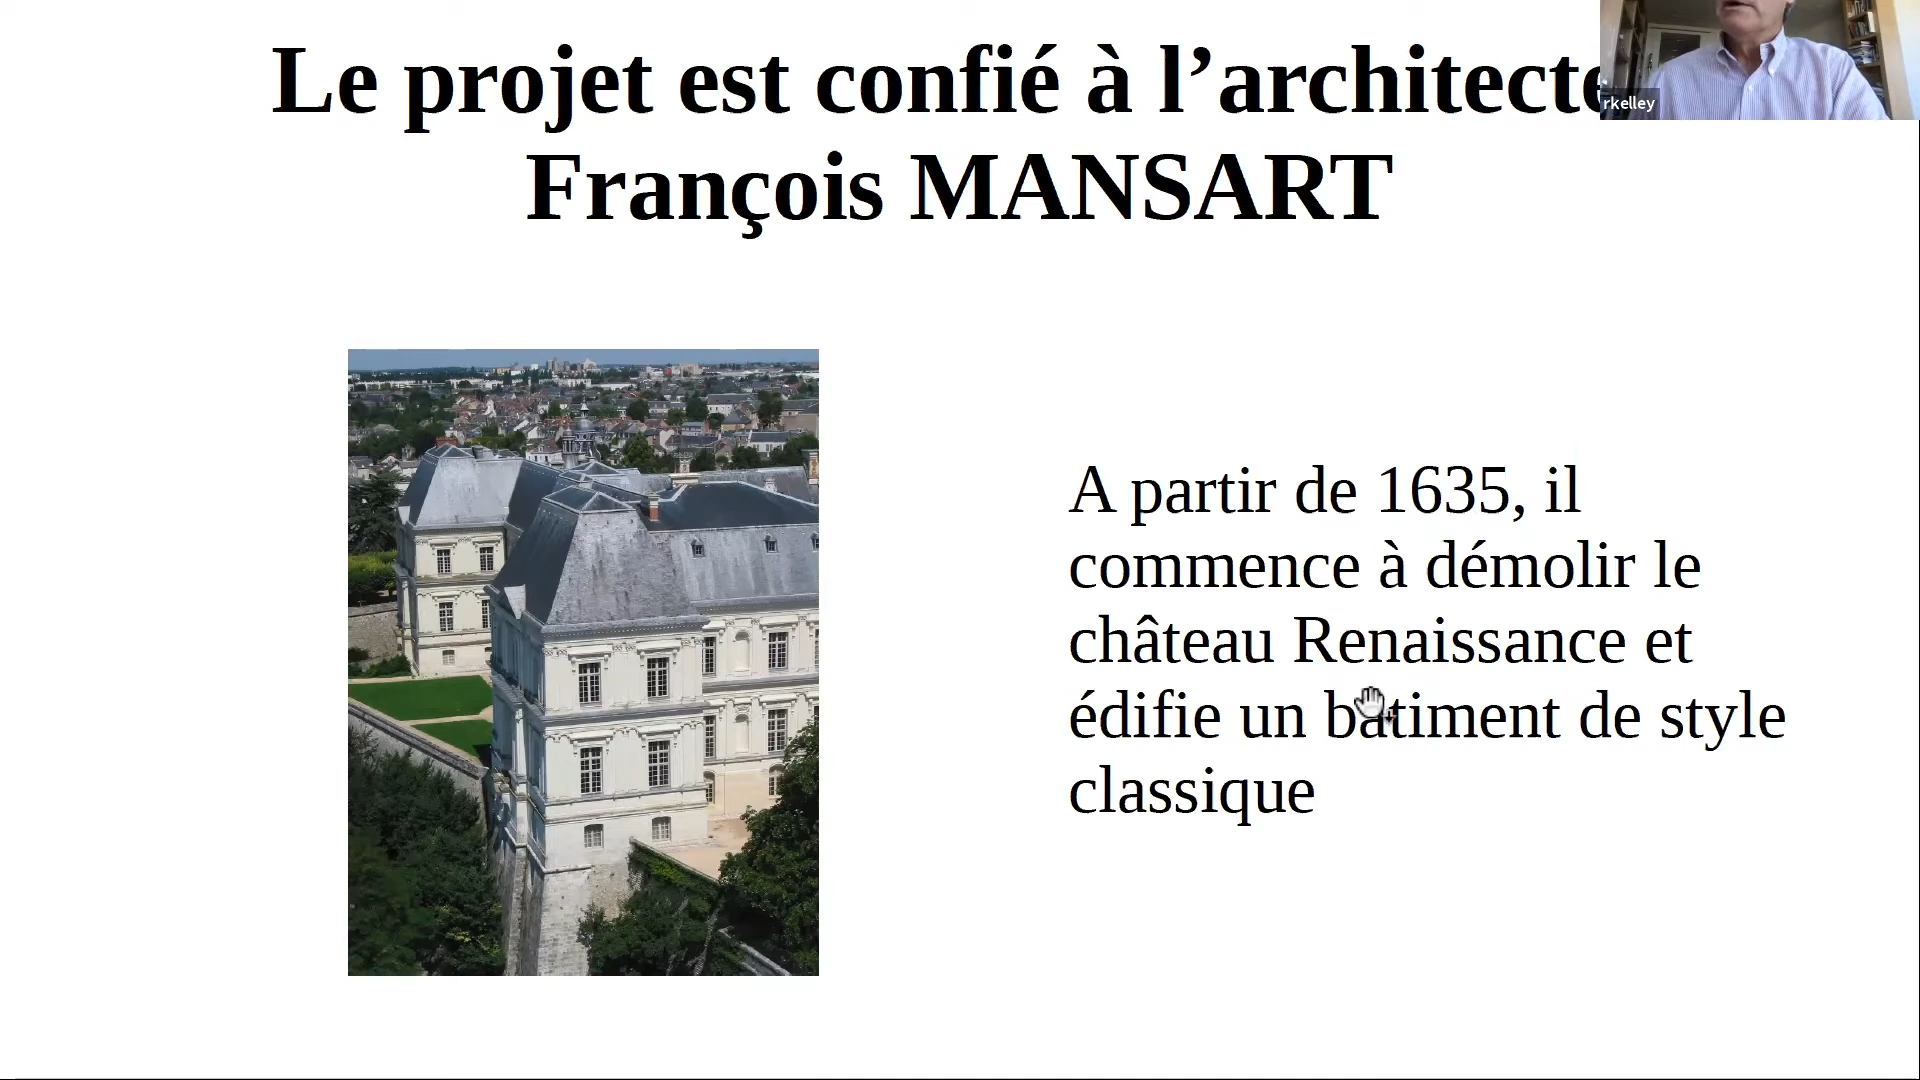 Le projet est confié à l’architecte
François MANSART
rkelley
A partir de 1635, il
commence à démolir le
château Renaissance et
édifie un bâtiment de style
classique